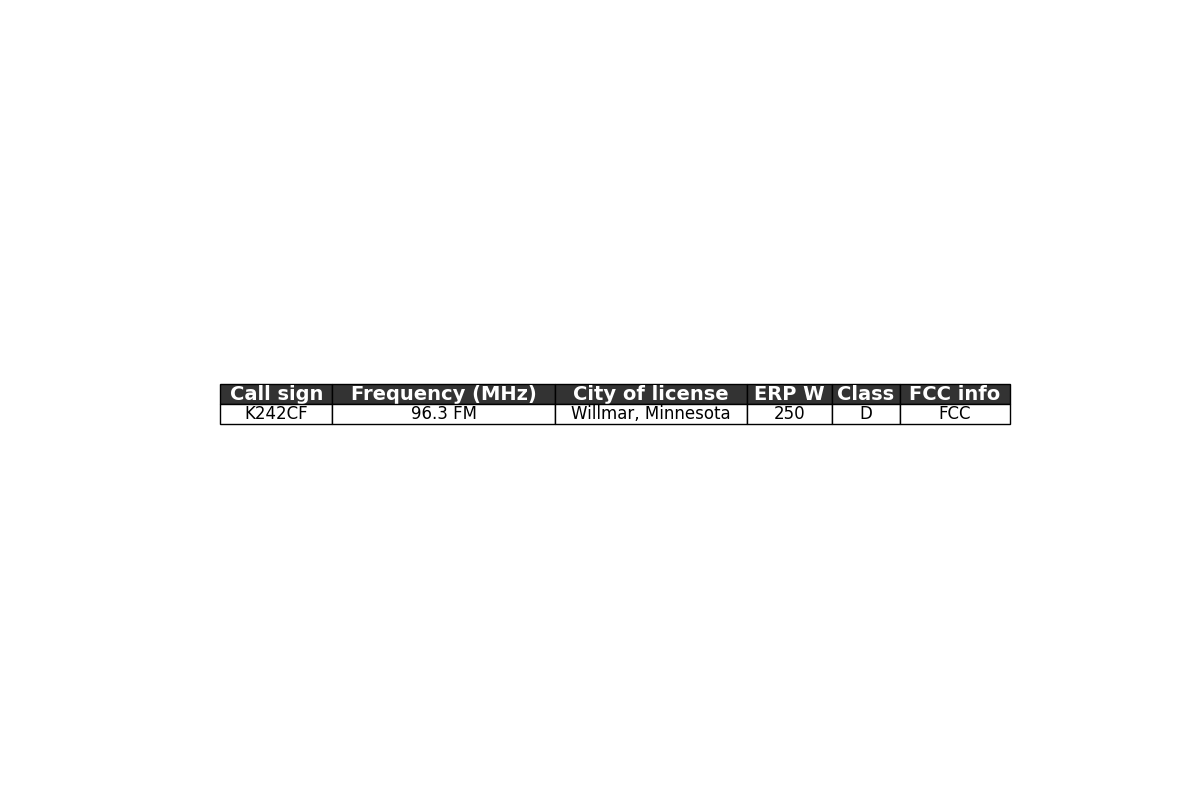 Call sign Frequency (MHz) City of license ERP W Class FCC info
K242CF 96.3 FM Willmar, Minnesota 250 D FCC